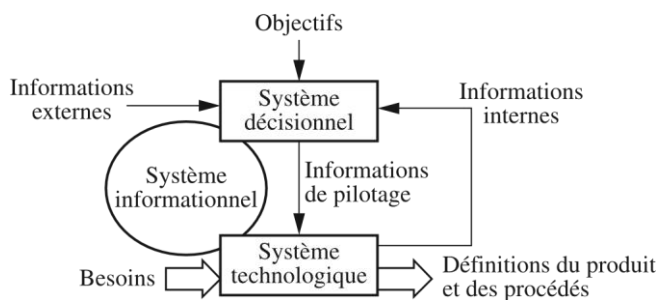 Objectifs
Informations
externes
Système
décisionnel
Informations
internes
Système
informationnel
Informations
de pilotage
Besoins
Système
technologique
Définitions du produit
et des procédés